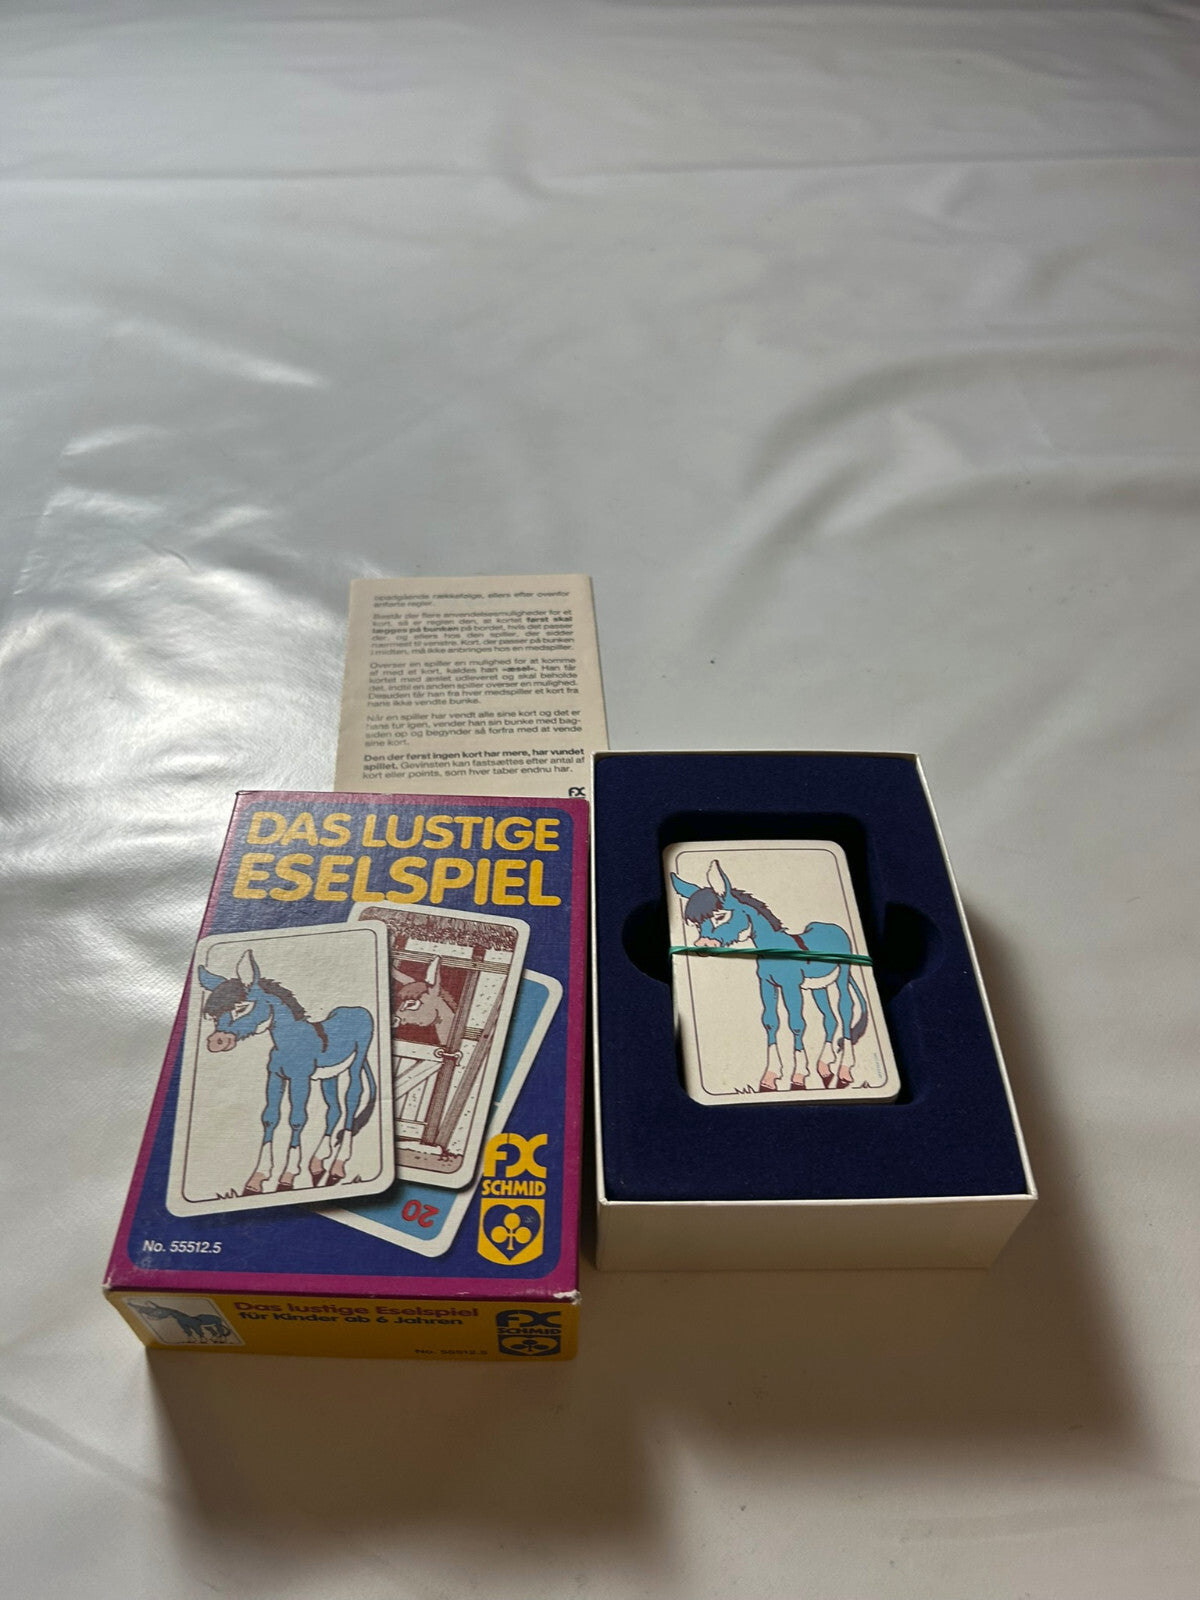 opadgående rækkefølge, ellers efter ovenfor
anførte regler.
Består der flere anvendelsesmuligheder for et
kort, så er reglen den, at kortet først skal
lægges på bunken på bordet, hvis det passer
der, og ellers hos den spiller, der sidder
nærmest til venstre. Kort, der passer på bunken
i midten, må ikke anbringes hos en medspiller.
Overser en spiller en mulighed for at komme
af med et kort, kaldes han »æsel«. Han får
kortet med æslet udleveret og skal beholde
det, indtil en anden spiller overser en mulighed.
Desuden får han fra hver medspiller et kort fra
hans ikke vendte bunke.
Når en spiller har vendt alle sine kort og det er
hans tur igen, vender han sin bunke med bag-
siden op og begynder så forfra med at vende
sine kort.
Den der først ingen kort har mere, har vundet
spillet. Gevinsten kan fastsættes efter antal af
kort eller points, som hver taber endnu har.
FX
DAS LUSTIGE
ESELSPIEL
FX
SCHMID
20
No. 55512.5
Das lustige Eselspiel
für Kinder ab 6 Jahren
FX
SCHMID
No. 55512.5